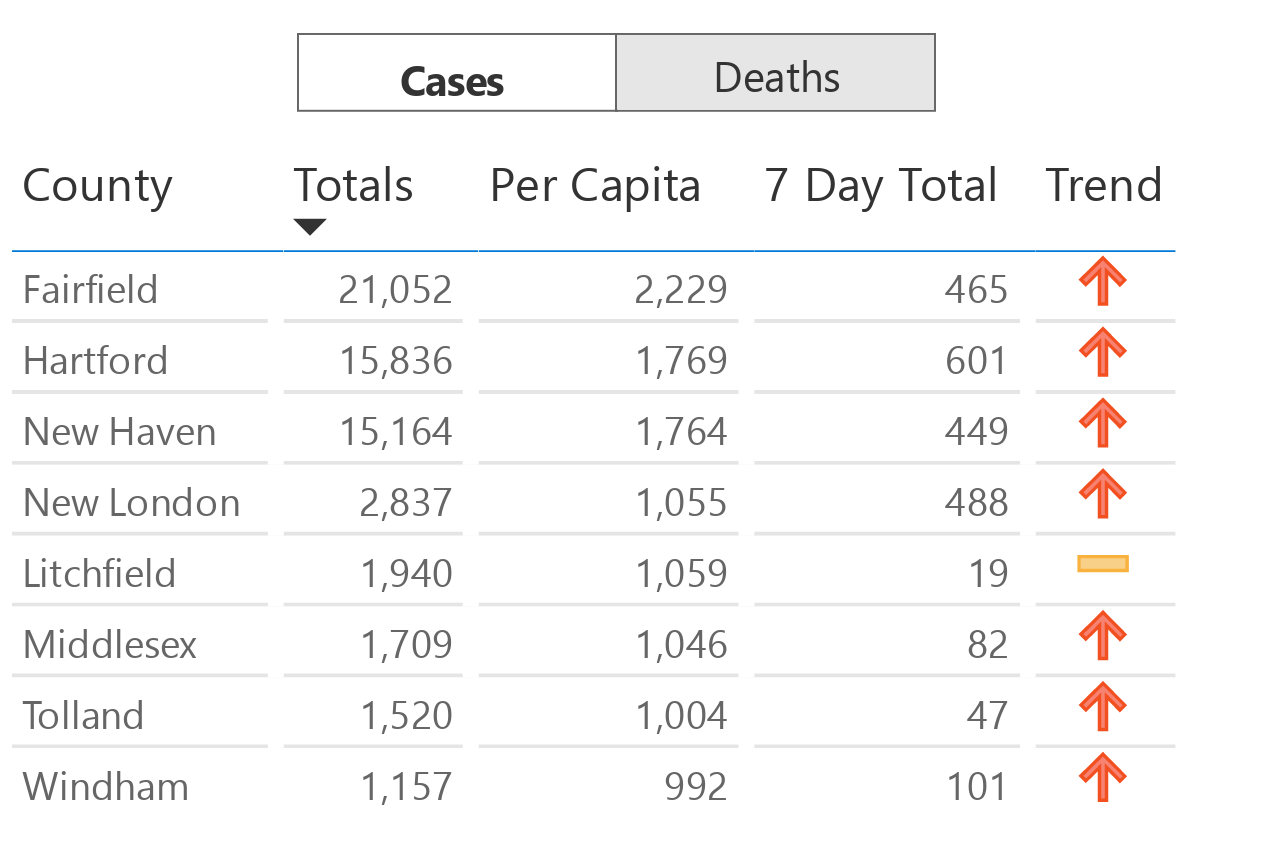 Cases Deaths
County Totals Per Capita 7 Day Total Trend
Fairfield 21,052 2,229 465
Hartford 15,836 1,769 601
New Haven 15,164 1,764 449
New London 2,837 1,055 488
Litchfield 1,940 1,059 19
Middlesex 1,709 1,046 82
Tolland 1,520 1,004 47
Windham 1,157 992 101